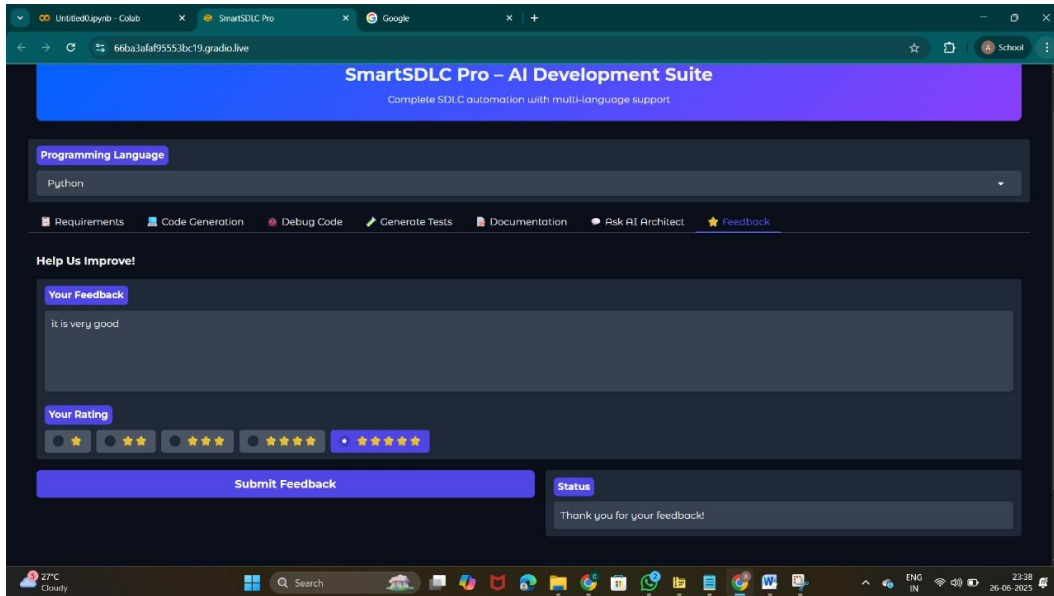 Untitled0.ipynb - Colab
SmartSDLC Pro
Google
66ba3afaf95553bc19.gradio.live
A School
SmartSDLC Pro – AI Development Suite
Complete SDLC automation with multi-language support
Programming Language
Python
Requirements Code Generation Debug Code Generate Tests Documentation Ask AI Architect Feedback
Help Us Improve!
Your Feedback
it is very good
Your Rating
Submit Feedback
Status
Thank you for your feedback!
5 27°C
Cloudy
Search
2
ENG
IN
23:38
26-06-2025